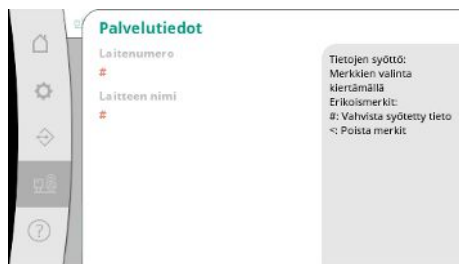 Palvelutiedot
Laitenumero
#
Laitteen nimi
#
Tietojen syöttö:
Merkkien valinta
kiertämällä
Erikoismerkit:
#: Vahvista syötetty tieto
<: Poista merkit